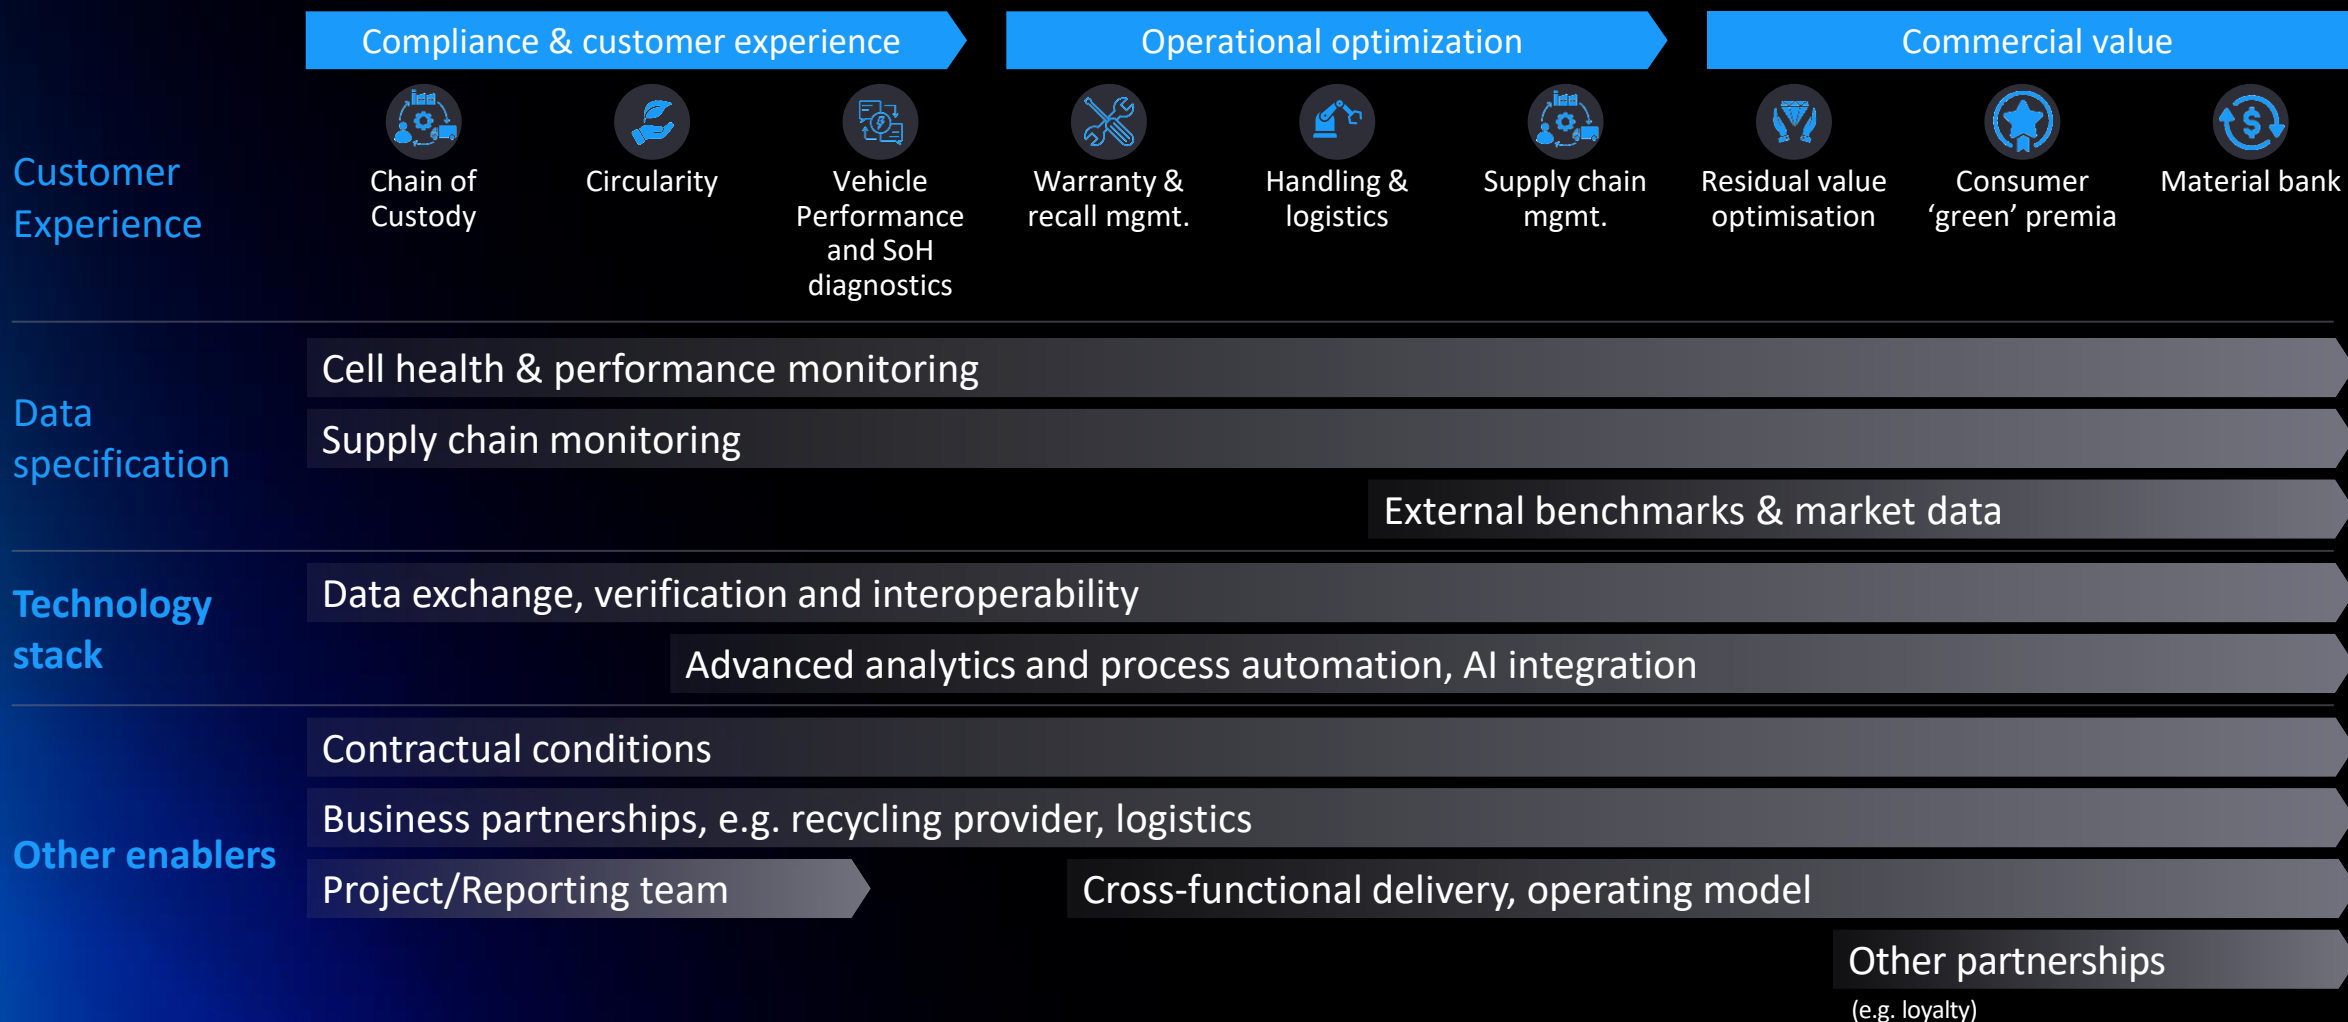 Compliance & customer experience
Operational optimization
Commercial value
Customer
Experience
Chain of
Custody
Circularity
Vehicle
Performance
and SoH
diagnostics
Warranty &
recall mgmt.
Handling &
logistics
Supply chain
mgmt.
Residual value
optimisation
Consumer
‘green’ premia
Material bank
Data
specification
Cell health & performance monitoring
Supply chain monitoring
External benchmarks & market data
Technology
stack
Data exchange, verification and interoperability
Advanced analytics and process automation, AI integration
Other enablers
Contractual conditions
Business partnerships, e.g. recycling provider, logistics
Project/Reporting team
Cross-functional delivery, operating model
Other partnerships
(e.g. loyalty)